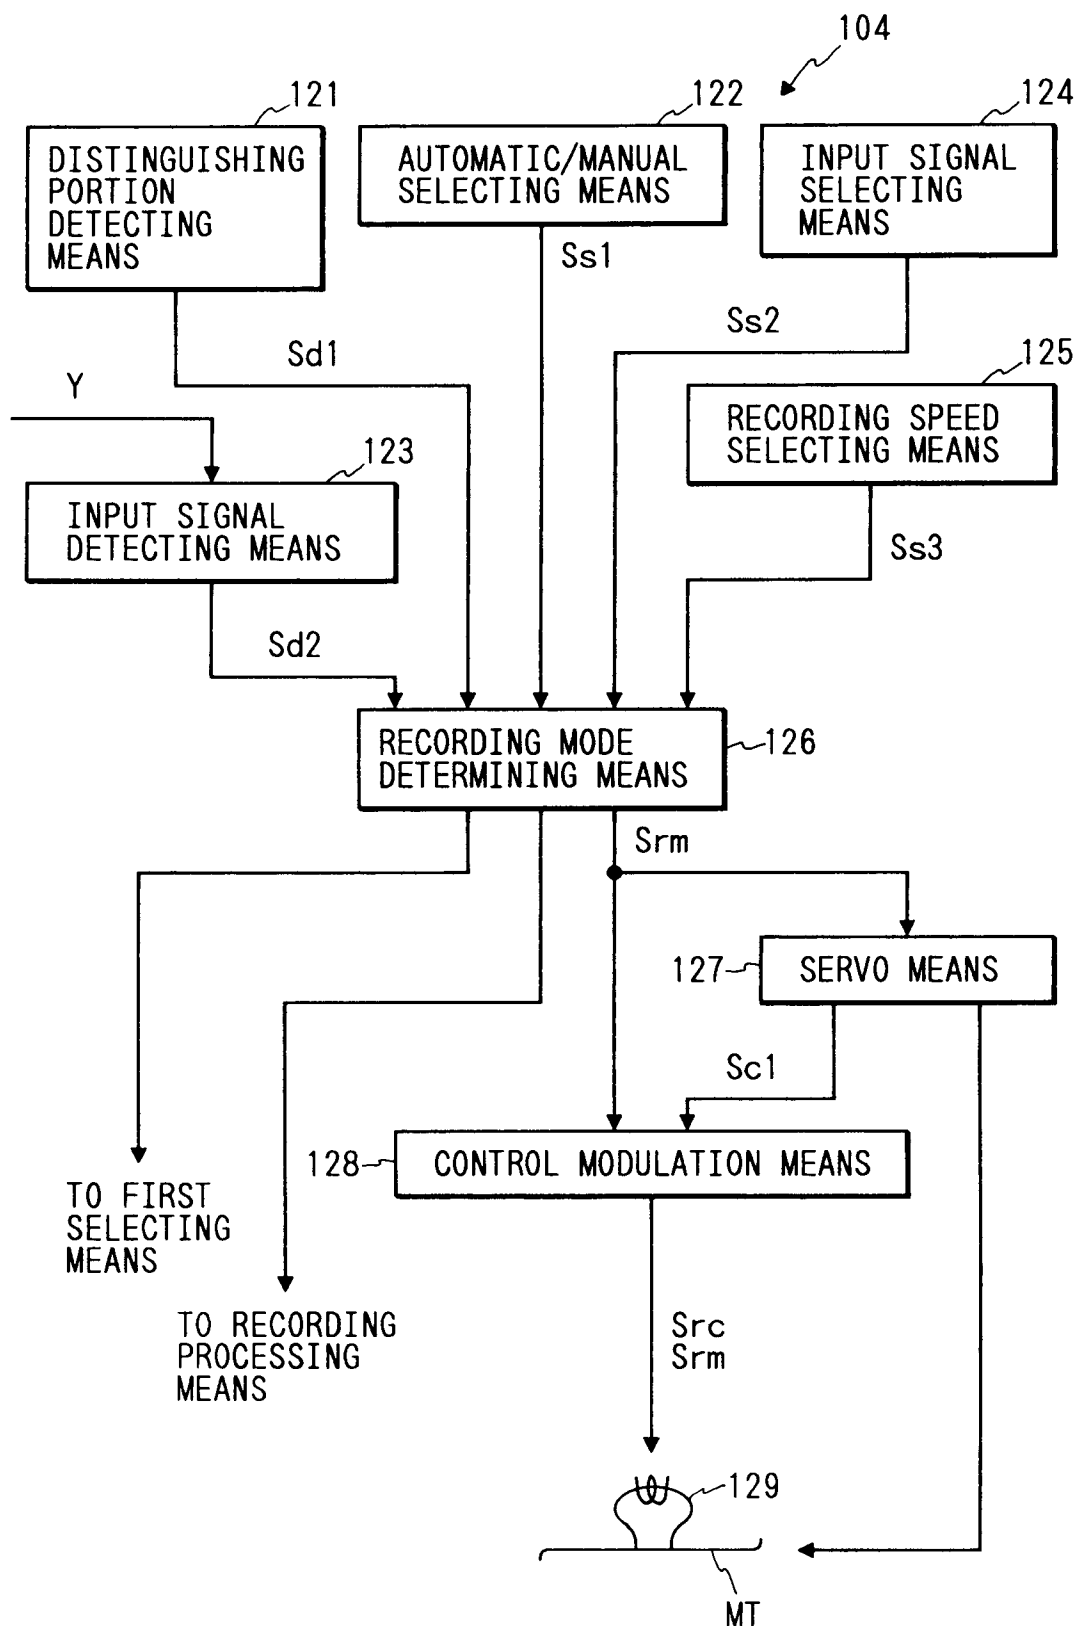 104
121
122
124
DISTINGUISHING
PORTION
DETECTING
MEANS
AUTOMATIC/MANUAL
SELECTING MEANS
INPUT SIGNAL
SELECTING
MEANS
Ss1
Ss2
Sd1
125
Y
RECORDING SPEED
SELECTING MEANS
123
INPUT SIGNAL
DETECTING MEANS
Ss3
Sd2
RECORDING MODE
DETERMINING MEANS
126
Srm
127
SERVO MEANS
Sc1
128
CONTROL MODULATION MEANS
TO FIRST
SELECTING
MEANS
TO RECORDING
PROCESSING
MEANS
Src
Srm
129
MT